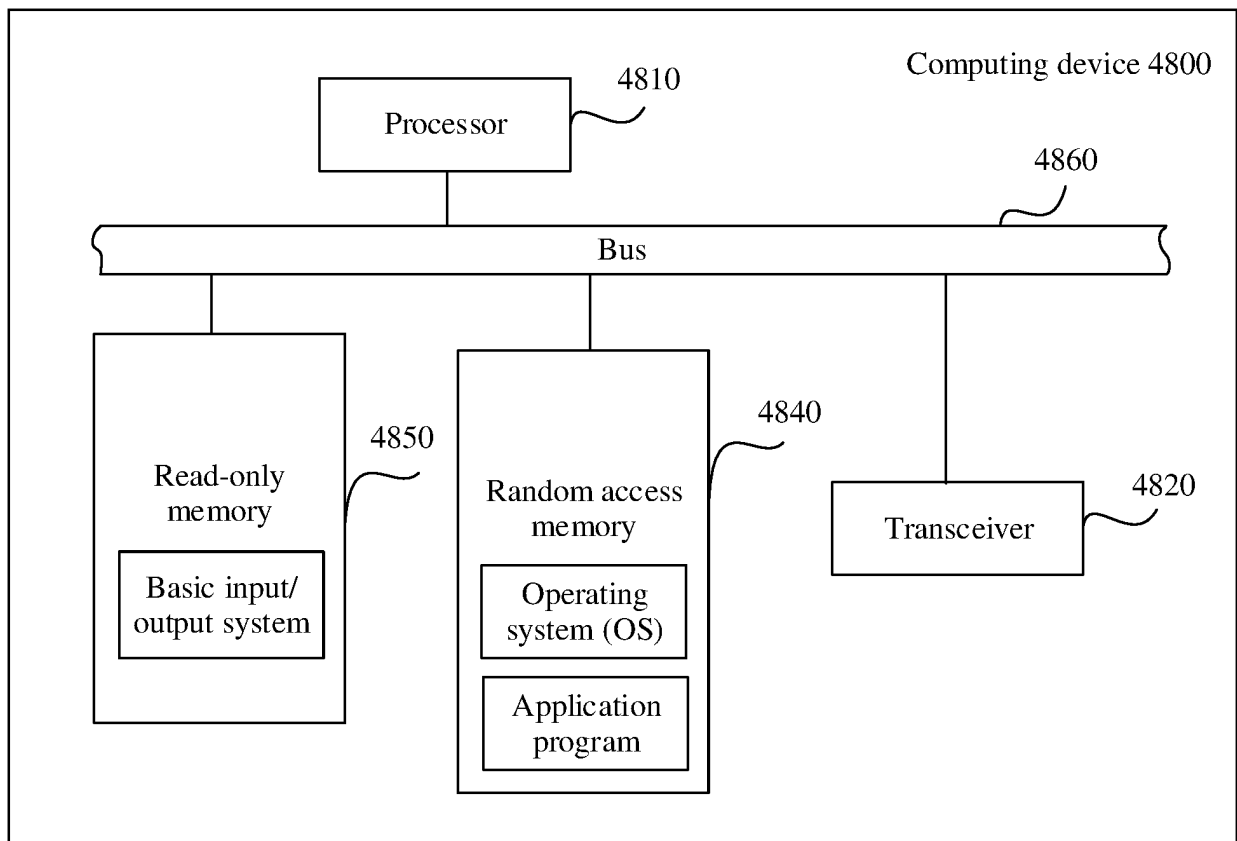 Computing device 4800
4810
Processor
4860
Bus
4850
Read-only
memory
Basic input/
output system
4840
Random access
memory
Operating
system (OS)
Application
program
4820
Transceiver